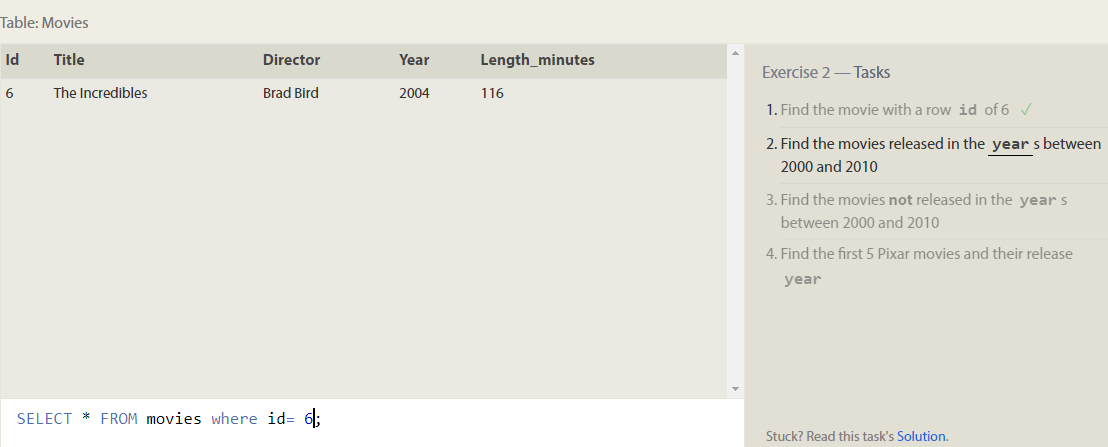 Table: Movies
Id Title Director Year Length_minutes
6 The Incredibles Brad Bird 2004 116
SELECT * FROM movies where id= 6;
Exercise 2 — Tasks
1. Find the movie with a row id of 6 ✓
2. Find the movies released in the year s between
2000 and 2010
3. Find the movies not released in the year s
between 2000 and 2010
4. Find the first 5 Pixar movies and their release
year
Stuck? Read this task's Solution.